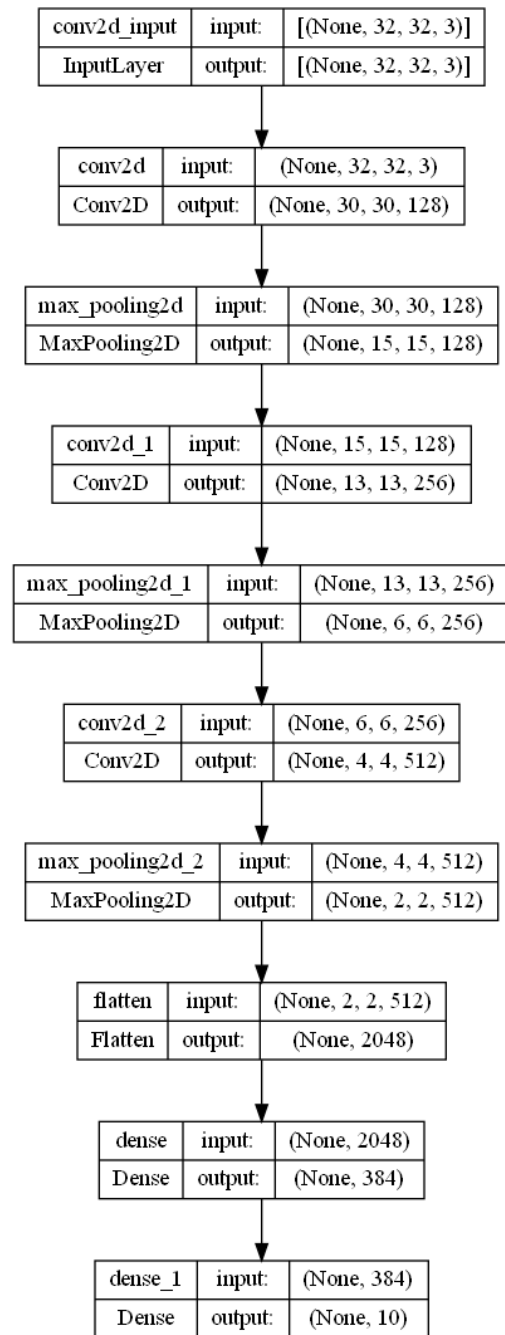 conv2d_input input: [(None, 32, 32, 3)]
InputLayer output: [(None, 32, 32, 3)]
conv2d input: (None, 32, 32, 3)
Conv2D output: (None, 30, 30, 128)
max_pooling2d input: (None, 30, 30, 128)
MaxPooling2D output: (None, 15, 15, 128)
conv2d_1 input: (None, 15, 15, 128)
Conv2D output: (None, 13, 13, 256)
max_pooling2d_1 input: (None, 13, 13, 256)
MaxPooling2D output: (None, 6, 6, 256)
conv2d_2 input: (None, 6, 6, 256)
Conv2D output: (None, 4, 4, 512)
max_pooling2d_2 input: (None, 4, 4, 512)
MaxPooling2D output: (None, 2, 2, 512)
flatten input: (None, 2, 2, 512)
Flatten output: (None, 2048)
dense input: (None, 2048)
Dense output: (None, 384)
dense_1 input: (None, 384)
Dense output: (None, 10)